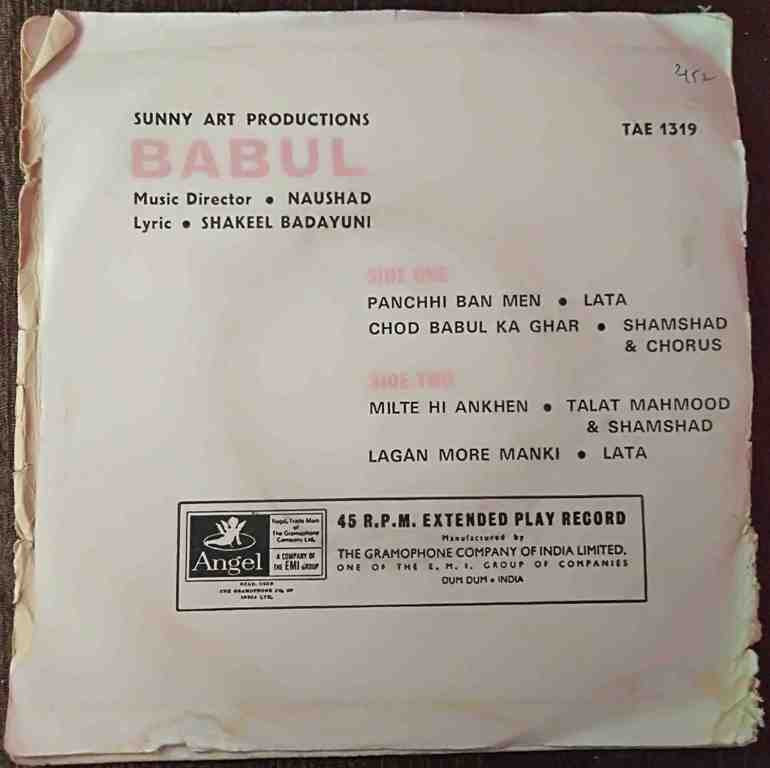 SUNNY ART PRODUCTIONS
TAE 1319
BABUL
Music Director • NAUSHAD
Lyric • SHAKEEL BADAYUNI
SIDE ONE
PANCHHI BAN MEN • LATA
CHOD BABUL KA GHAR • SHAMSHAD
& CHORUS
SIDE TWO
MILTE HI ANKHEN • TALAT MAHMOOD
& SHAMSHAD
LAGAN MORE MANKI • LATA
Angel
Regd. Trade Mark
of The
Gramophone
Company Ltd.
A COMPANY OF
THE EMI GROUP
READ. USER
THE GRAMOPHONE CO. OF
INDIA LTD.
45 R.P.M. EXTENDED PLAY RECORD
Manufactured by
THE GRAMOPHONE COMPANY OF INDIA LIMITED.
ONE OF THE E. M. I. GROUP OF COMPANIES
DUM DUM • INDIA